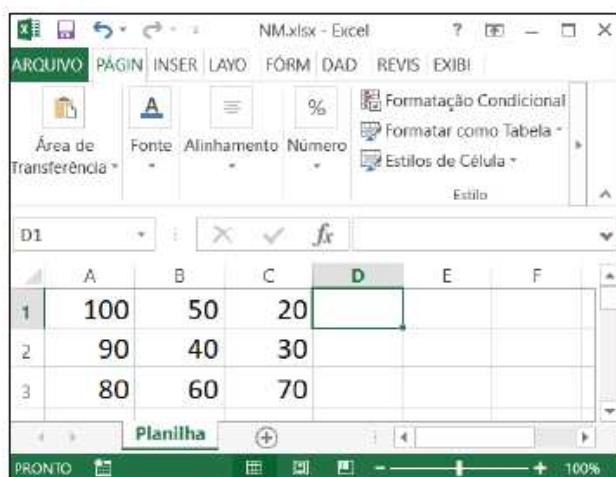 NM.xlsx - Excel ?
ARQUIVO PÁGIN INSER LAYO FÓRM DAD REVIS EXIBI
A % Formatação Condicional
Formatar como Tabela
Área de Transferência Fonte Alinhamento Número Estilos de Célula
Estilo
D1 fx
A B C D E F
1 100 50 20
2 90 40 30
3 80 60 70
Planilha
PRONTO 100%